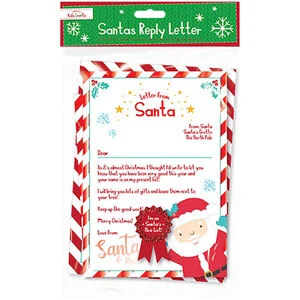 Kids Crafts
Santas Reply Letter
Letter From
Santa
From: Santa
Santa's Grotto
The North Pole
Dear
As it's almost Christmas, I thought I'd write to let you
know that you have been very good this year and
your name is on my present list!
I will bring you lots of gifts and leave them next to
your tree!
Keep up the good work
Merry Christmas!
Love From
Santa
I'm on
Santa's
Nice List!